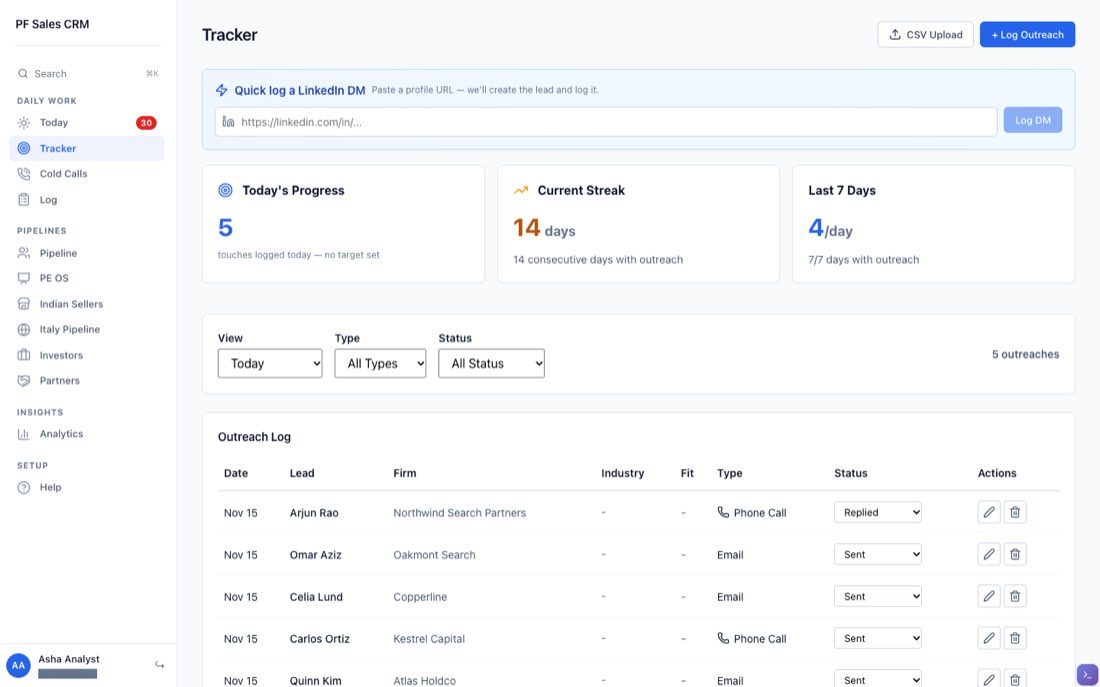 PF Sales CRM
Search ⌘K
DAILY WORK
Today 30
Tracker
Cold Calls
Log
PIPELINES
Pipeline
PE OS
Indian Sellers
Italy Pipeline
Investors
Partners
INSIGHTS
Analytics
SETUP
Help
AA Asha Analyst
Tracker
CSV Upload
+ Log Outreach
Quick log a LinkedIn DM Paste a profile URL — we'll create the lead and log it.
https://linkedin.com/in/...
Log DM
Today's Progress
5
touches logged today — no target set
Current Streak
14 days
14 consecutive days with outreach
Last 7 Days
4/day
7/7 days with outreach
View Type Status
Today All Types All Status
5 outreaches
Outreach Log
Date Lead Firm Industry Fit Type Status Actions
Nov 15 Arjun Rao Northwind Search Partners - – Phone Call Replied
Nov 15 Omar Aziz Oakmont Search - – Email Sent
Nov 15 Celia Lund Copperline - – Email Sent
Nov 15 Carlos Ortiz Kestrel Capital - – Phone Call Sent
Nov 15 Quinn Kim Atlas Holdco - – Email Sent